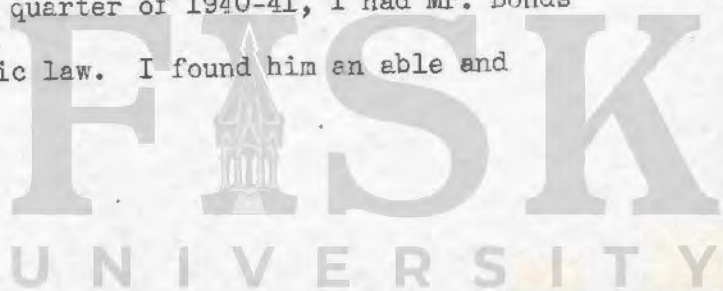 quarter of 1940-41, I had Mr. Bonds
ic law. I found him an able and
FISK
UNIVERSITY